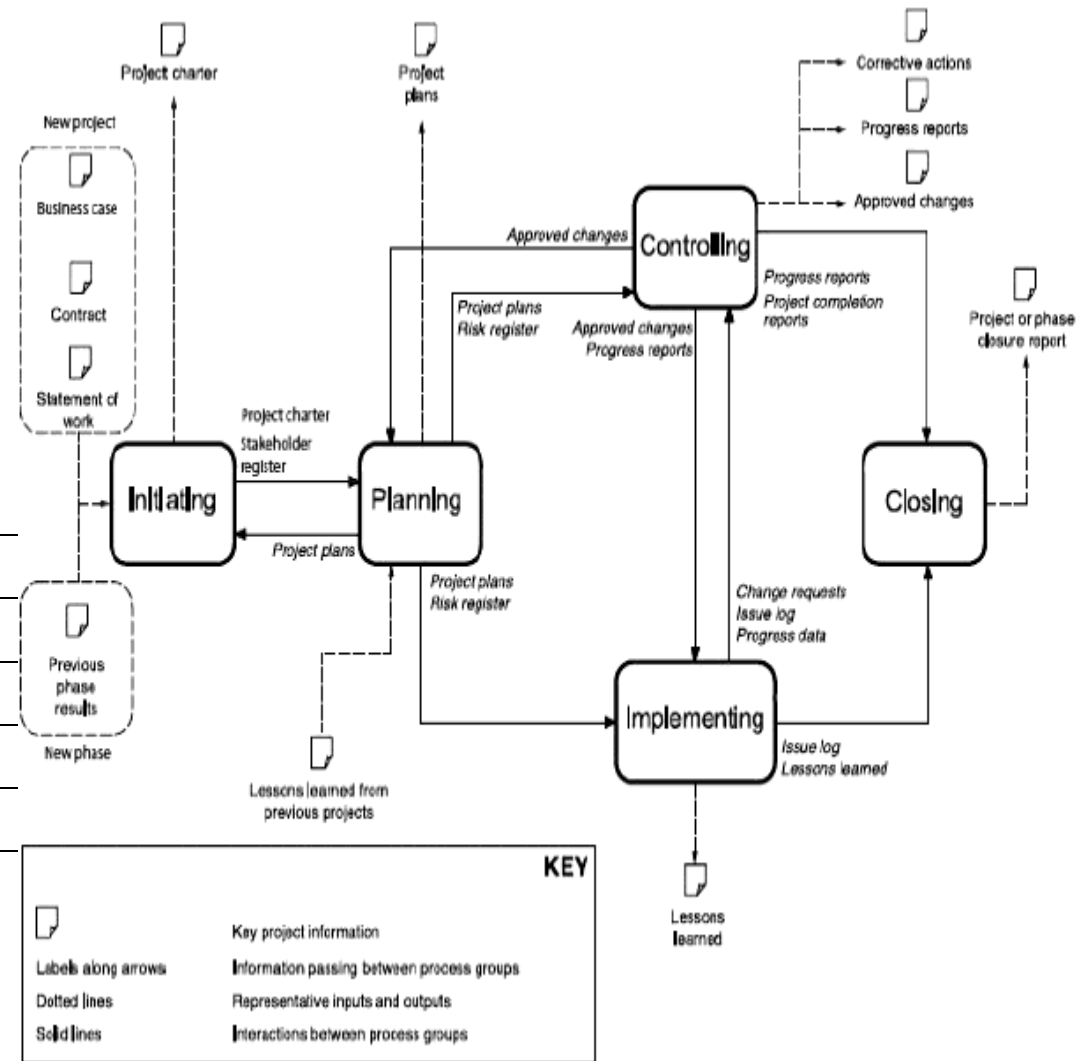 Project charter
Project
plans
Corrective actions
Progress reports
Approved changes
New project
Business case
Contract
Statement of
work
Approved changes
Controlling
Project plans
Risk register
Approved changes
Progress reports
Progress reports
Project completion
reports
Project or phase
closure report
Project charter
Stakeholder
register
Initiating
Planning
Closing
Project plans
Project plans
Risk register
Change requests
Issue log
Progress data
Previous
phase
results
New phase
Implementing
Issue log
Lessons learned
Lessons learned from
previous projects
Lessons
learned
KEY
Key project information
Labels along arrows Information passing between process groups
Dotted lines Representative inputs and outputs
Solid lines Interactions between process groups